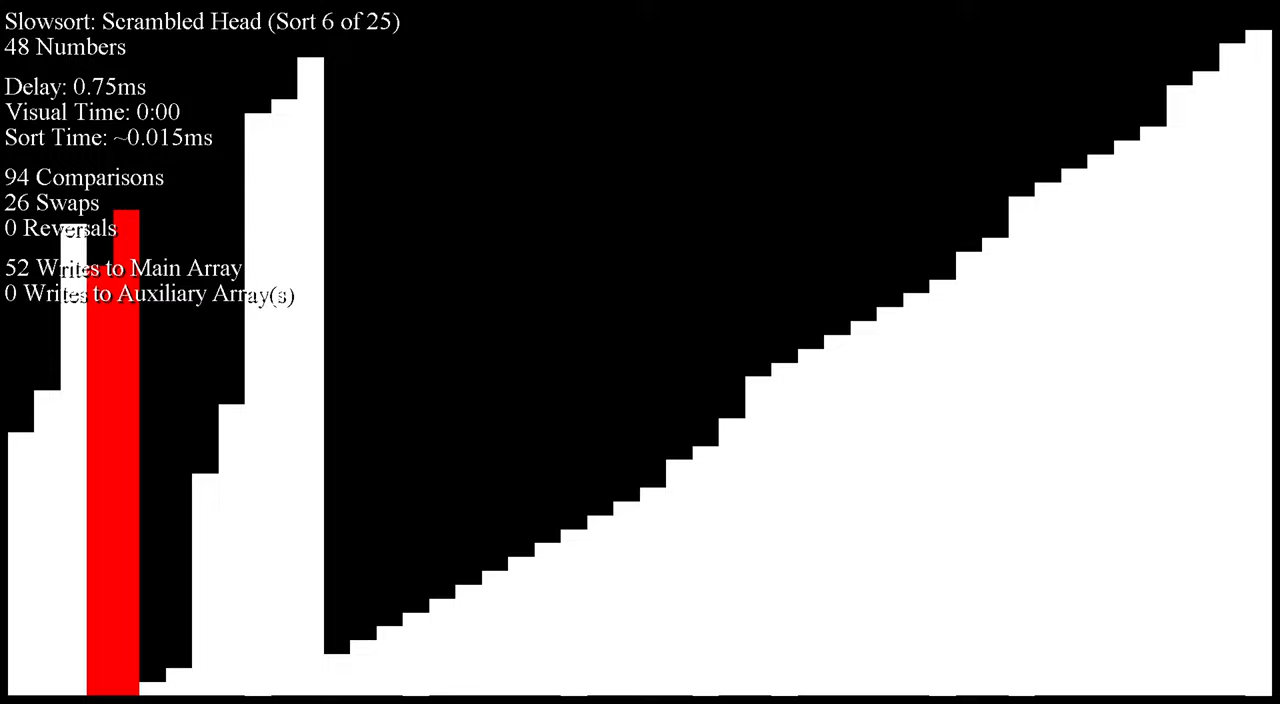 Slowsort: Scrambled Head (Sort 6 of 25)
48 Numbers
Delay: 0.75ms
Visual Time: 0:00
Sort Time: ~0.015ms
94 Comparisons
26 Swaps
0 Reversals
52 Writes to Main Array
0 Writes to Auxiliary Array(s)